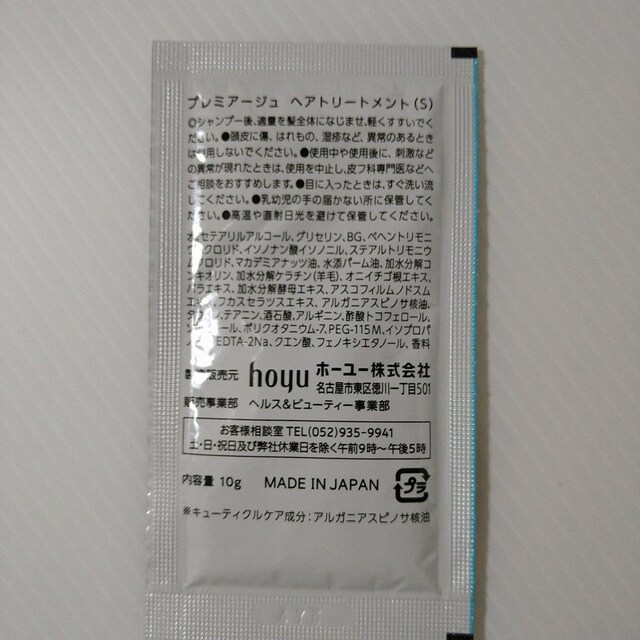 プレミアージュ ヘアトリートメント(S)
◎シャンプー後、適量を髪全体になじませ、軽くすすいでく
ださい。●頭皮に傷、はれもの、湿疹など、異常のあるとき
は使用しないでください。●使用中や使用後に、刺激など
の異常が現れたときは、使用を中止し、皮フ科専門医などへ
ご相談をおすすめします。●目に入ったときは、すぐ洗い流
してください。●乳幼児の手の届かない所に保管してく
ださい。●高温や直射日光を避けて保管してください。
水、セテアリルアルコール、グリセリン、BG、ベヘントリモニ
ウムクロリド、イソノナン酸イソノニル、ステアルトリモニウ
ムクロリド、マカデミアナッツ油、水添パーム油、加水分解コ
ンキオリン、加水分解ケラチン(羊毛)、オニイチゴ根エキス、
バラエキス、加水分解酵母エキス、アスコフィルムノドスム
エキス、フカスセラツスエキス、アルガニアスピノサ核油、
テアニン、酒石酸、アルギニン、酢酸トコフェロール、
ポリクオタニウム-7、PEG-115M、イソプロパ
EDTA-2Na、クエン酸、フェノキシエタノール、香料
製造販売元 hoyu ホーユー株式会社
名古屋市東区徳川一丁目501
販売事業部 ヘルス&ビューティー事業部
お客様相談室 TEL(052)935-9941
土・日・祝日及び弊社休業日を除く午前9時〜午後5時
内容量 10g MADE IN JAPAN プラ
※キューティクルケア成分:アルガニアスピノサ核油